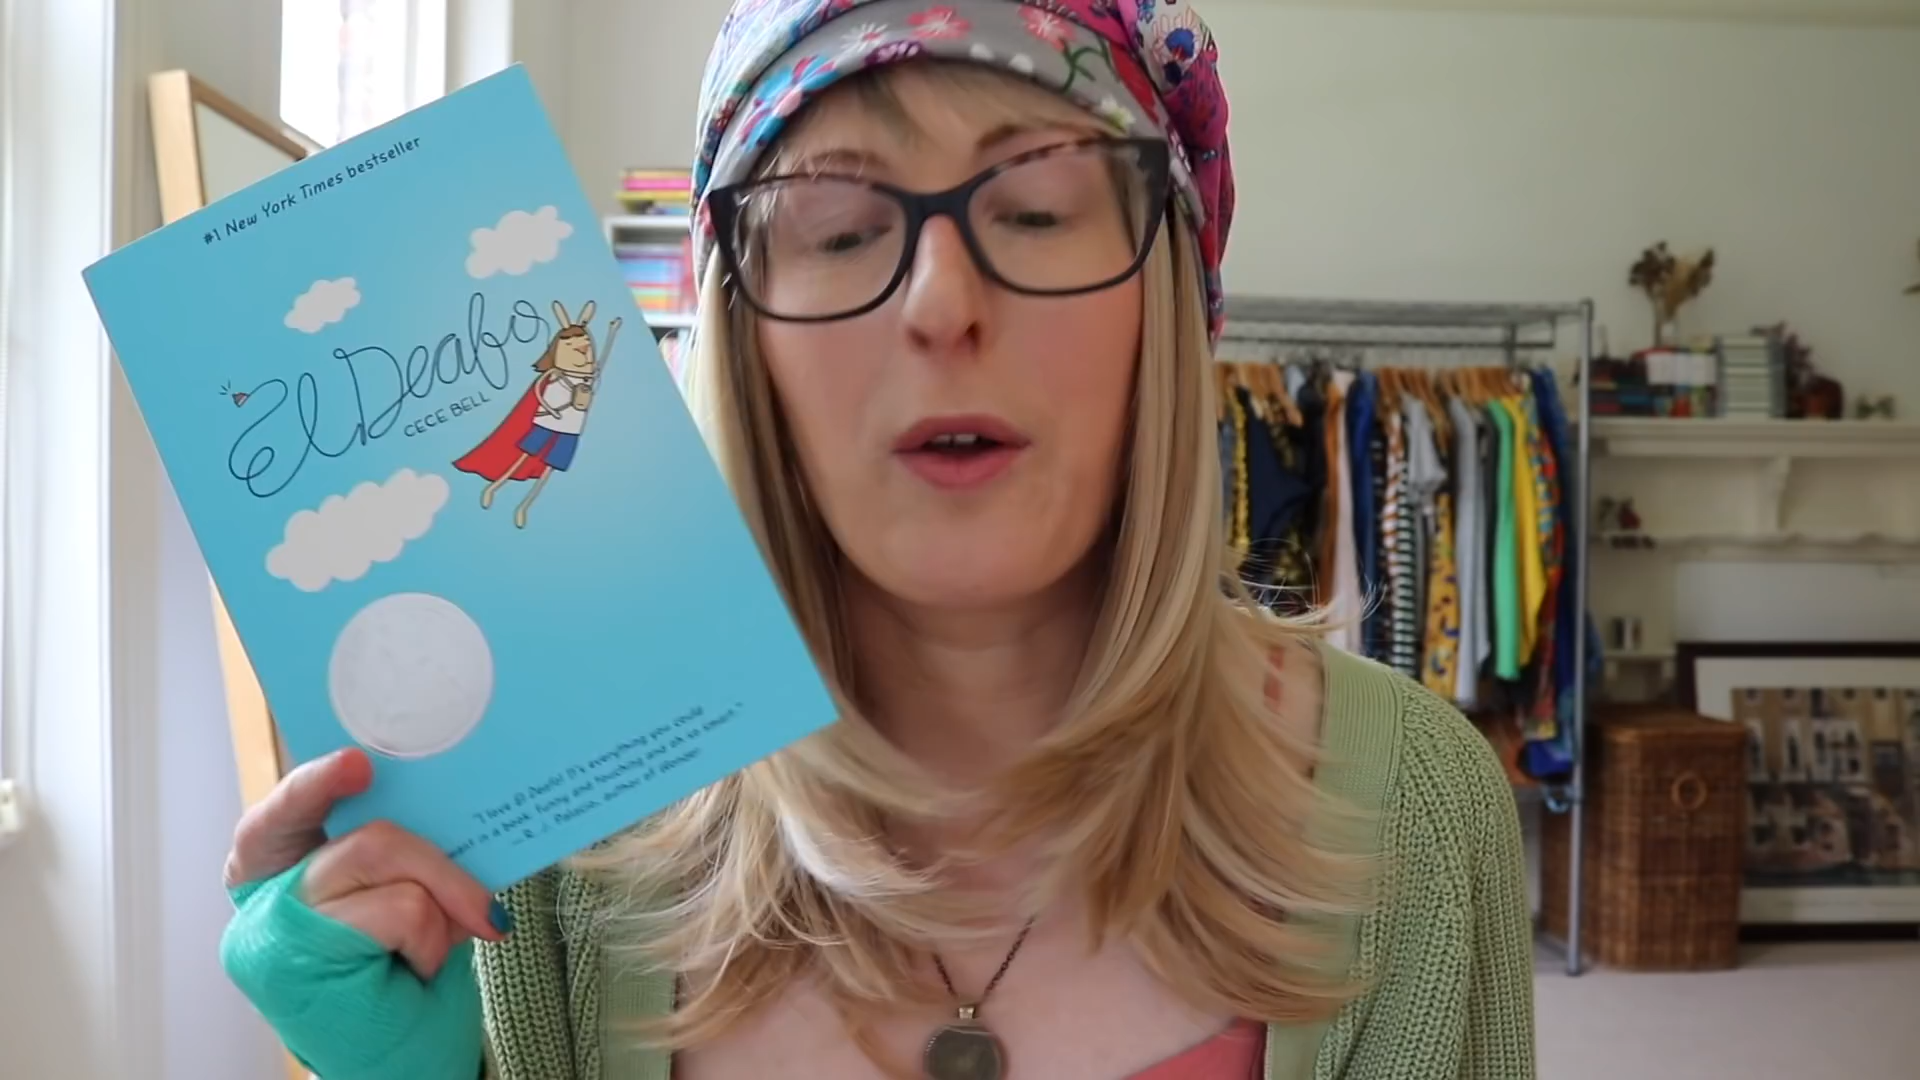 #1 New York Times bestseller
El Deafo
CECE BELL
"I love El Deafo! It's everything you could
want in a book: funny and touching and oh so smart."
—R. J. Palacio, author of Wonder